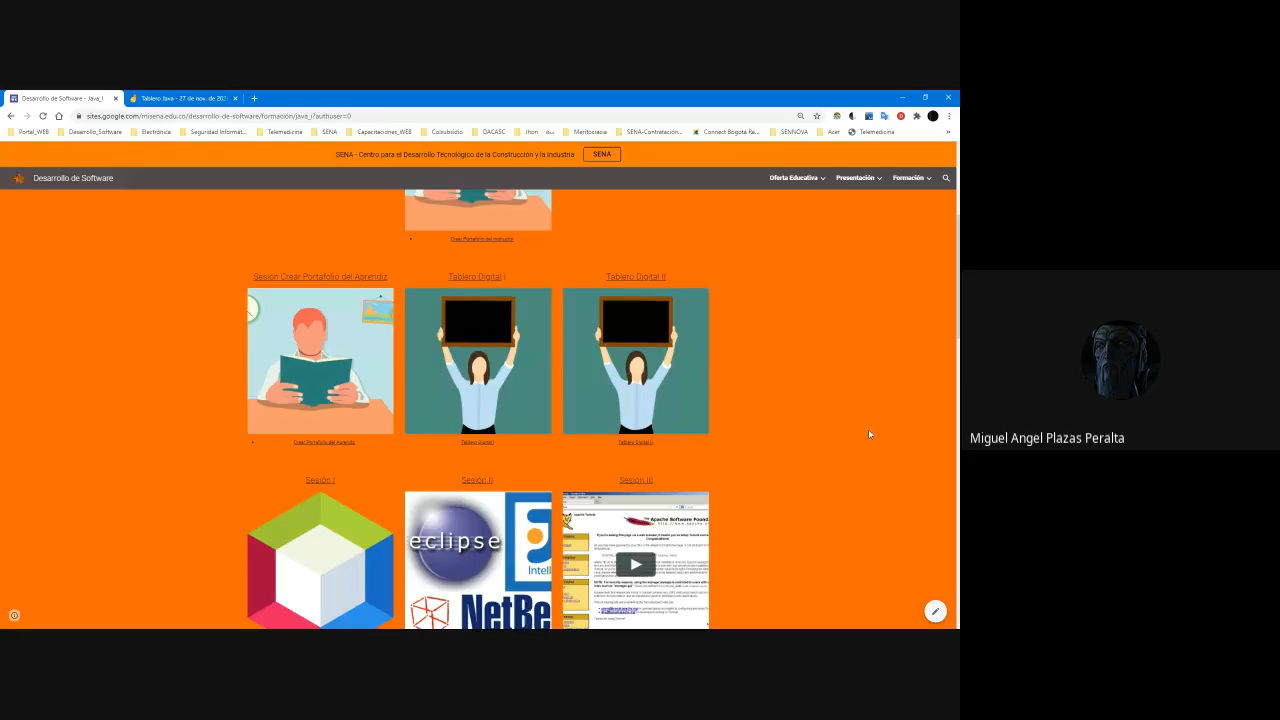 Desarrollo de Software - Java_I
Tablero Java - 27 de nov. de 202
sites.google.com/misena.edu.co/desarrollo-de-software/formación/java_i?authuser=0
Portal_WEB Desarrollo_Software Electrónica Seguridad Informát... Telemedicina SENA Capacitaciones_WEB Colsubsidio DACASC Jhon Meritocracia SENA-Contratación... Connect Bogotá Re... SENNOVA Acer Telemedicina
SENA - Centro para el Desarrollo Tecnológico de la Construcción y la Industria SENA
Desarrollo de Software
Oferta Educativa Presentación Formación
Crear Portafolio del Instructor
Sesión Crear Portafolio del Aprendiz
Tablero Digital I
Tablero Digital II
Crear Portafolio del Aprendiz
Tablero Digital I
Tablero Digital II
Sesión I
Sesión II
Sesión III
eclipse
Intell
NetBe
The Apache Software Found
Miguel Angel Plazas Peralta